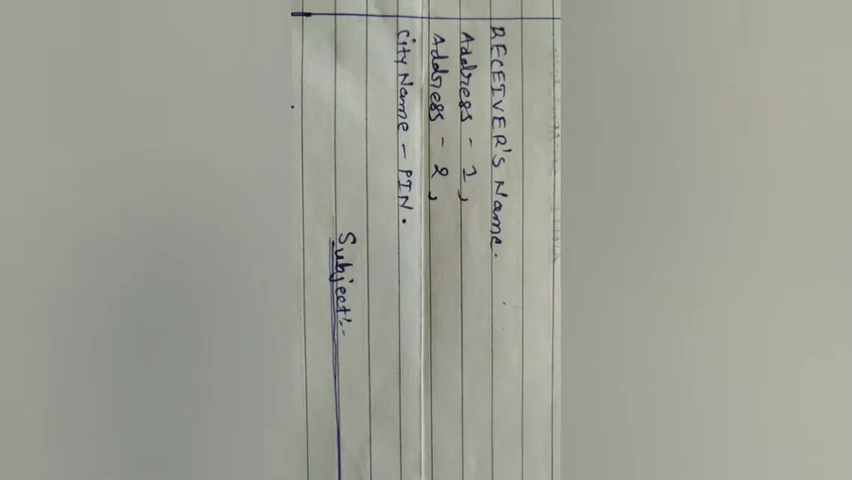 RECEIVER'S Name.
Address - 1,
Address - 2,
City Name - PIN.
Subject:-